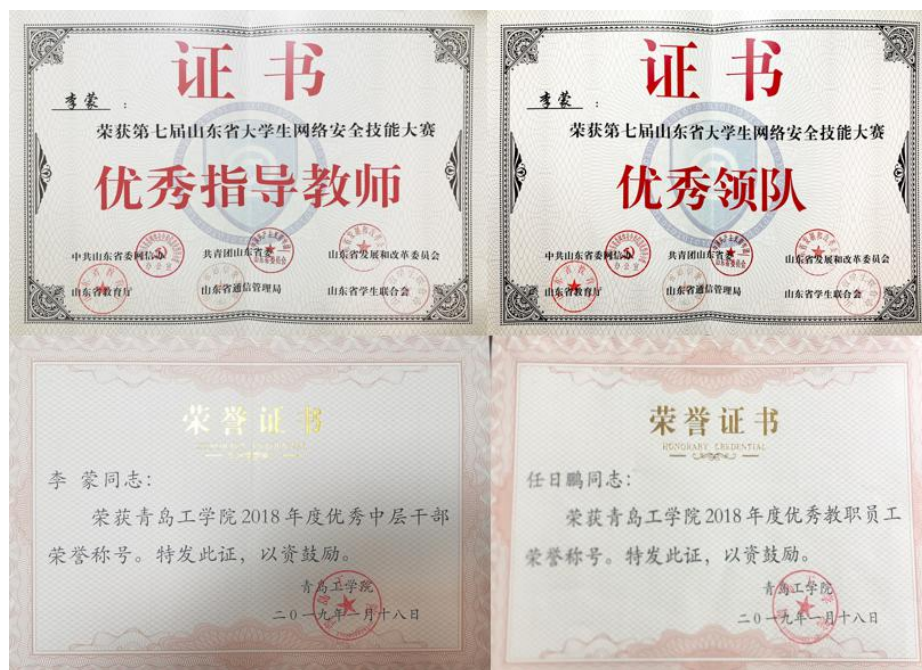 证书
李蒙 :
荣获第七届山东省大学生网络安全技能大赛
优秀指导教师
中共山东省委网信办 共青团山东省委 山东省发展和改革委员会
山东省教育厅 山东省通信管理局 山东省学生联合会
证书
李蒙 :
荣获第七届山东省大学生网络安全技能大赛
优秀领队
中共山东省委网信办 共青团山东省委 山东省发展和改革委员会
山东省教育厅 山东省通信管理局 山东省学生联合会
荣誉证书
李 蒙同志:
荣获青岛工学院2018年度优秀中层干部
荣誉称号。特发此证,以资鼓励。
青岛工学院
二〇一九年一月十八日
荣誉证书
HONORARY CREDENTIAL
任日鹏同志:
荣获青岛工学院2018年度优秀教职员工
荣誉称号。特发此证,以资鼓励。
青岛工学院
二〇一九年一月十八日